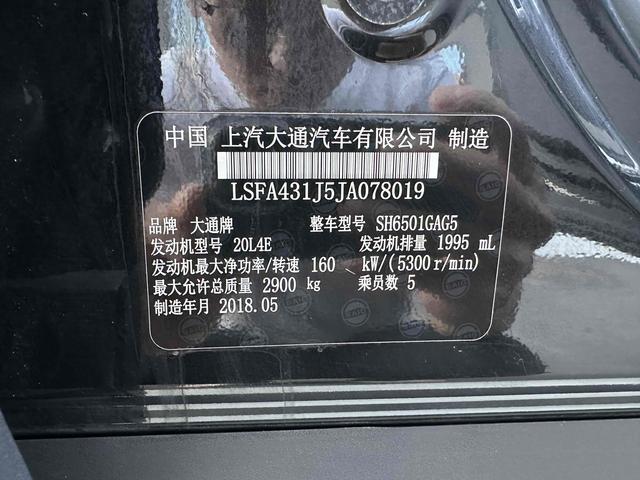 中国 上汽大通汽车有限公司 制造
LSFA431J5JA078019
品牌 大通牌 整车型号 SH6501GAG5
发动机型号 20L4E 发动机排量 1995 mL
发动机最大净功率/转速 160 kW/(5300r/min)
最大允许总质量 2900 kg 乘员数 5
制造年月 2018.05